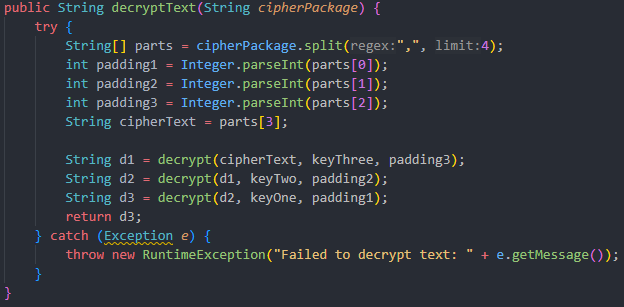 public String decryptText(String cipherPackage) {
    try {
        String[] parts = cipherPackage.split(regex:",", limit:4);
        int padding1 = Integer.parseInt(parts[0]);
        int padding2 = Integer.parseInt(parts[1]);
        int padding3 = Integer.parseInt(parts[2]);
        String cipherText = parts[3];

        String d1 = decrypt(cipherText, keyThree, padding3);
        String d2 = decrypt(d1, keyTwo, padding2);
        String d3 = decrypt(d2, keyOne, padding1);
        return d3;
    } catch (Exception e) {
        throw new RuntimeException("Failed to decrypt text: " + e.getMessage());
    }
}